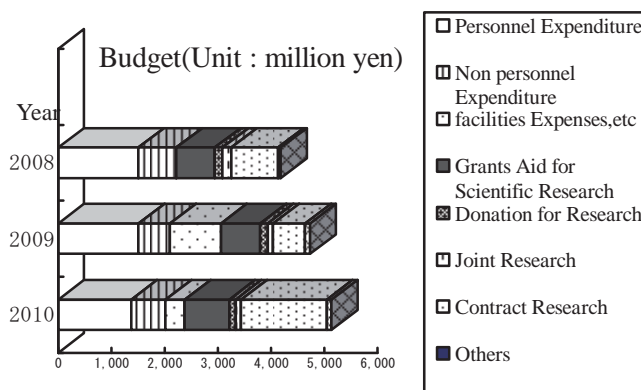 Budget(Unit : million yen)
Year
2008
2009
2010
0 1,000 2,000 3,000 4,000 5,000 6,000
Personnel Expenditure
Non personnel
Expenditure
facilities Expenses,etc
Grants Aid for
Scientific Research
Donation for Research
Joint Research
Contract Research
Others